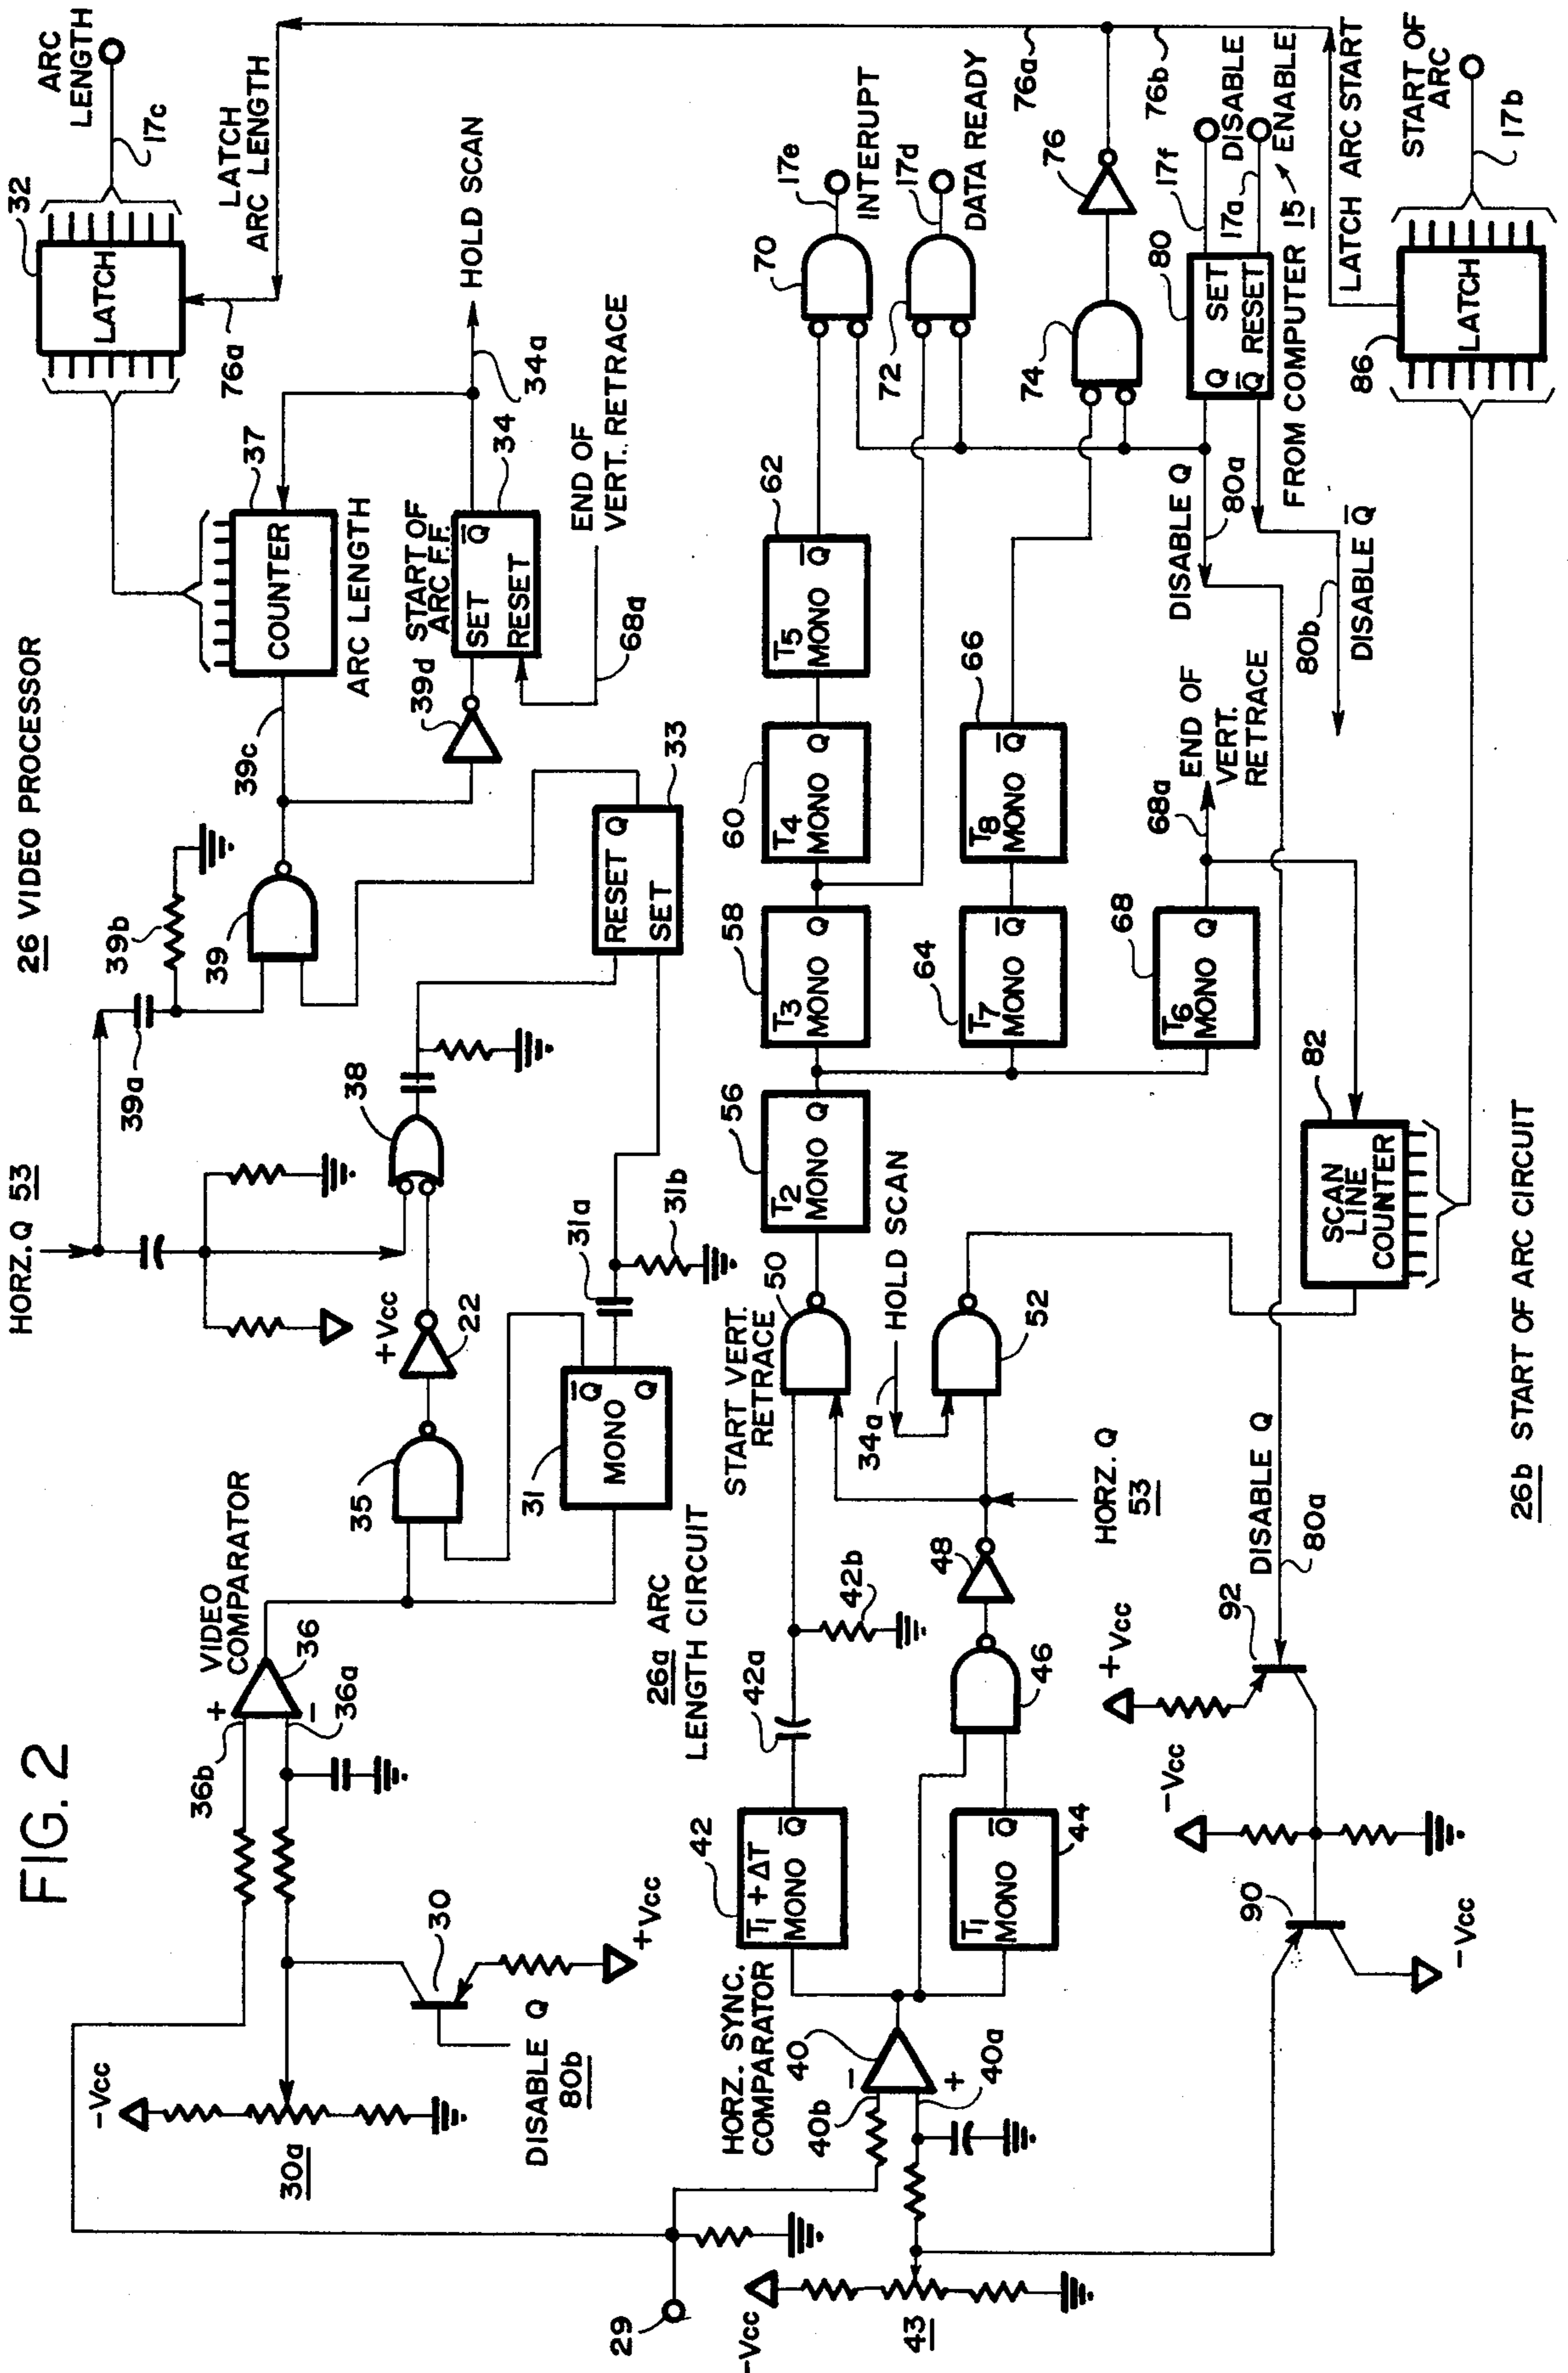 FIG. 2
26 VIDEO PROCESSOR
HORZ. Q 53
-Vcc
30a
DISABLE Q
80b
30
+Vcc
36b
+
36a
-
36
VIDEO
COMPARATOR
26a ARC
LENGTH CIRCUIT
35
+Vcc
22
31
MONO
Q̅
Q
31a
31b
38
39a
39b
39
39c
39d
RESET Q
SET
33
START OF
ARC F.F.
SET Q̅
RESET
34
34a
HOLD SCAN
END OF
VERT. RETRACE
68a
COUNTER
37
ARC LENGTH
LATCH
32
76a
LATCH
ARC LENGTH
17c
ARC
LENGTH
29
-Vcc
43
HORZ. SYNC.
COMPARATOR
40
40b
-
+
40a
T1 + ΔT
MONO Q̅
42
T1
MONO Q̅
44
42a
42b
46
48
START VERT.
RETRACE
50
34a
HOLD SCAN
52
HORZ. Q
53
T2
MONO Q
56
T3
MONO Q
58
T4
MONO Q
60
T5
MONO Q̅
62
T7
MONO Q̅
64
T8
MONO Q̅
66
T6
MONO Q
68
68a
END OF
VERT.
RETRACE
SCAN
LINE
COUNTER
82
70
17e
INTERUPT
72
17d
DATA READY
74
76
76a
76b
80
Q SET
Q̅ RESET
17f
DISABLE
17a
ENABLE
FROM COMPUTER 15
DISABLE Q
80a
80b
DISABLE Q̅
LATCH ARC START
LATCH
86
START OF
ARC
17b
DISABLE Q
80a
92
+Vcc
-Vcc
90
-Vcc
26b START OF ARC CIRCUIT